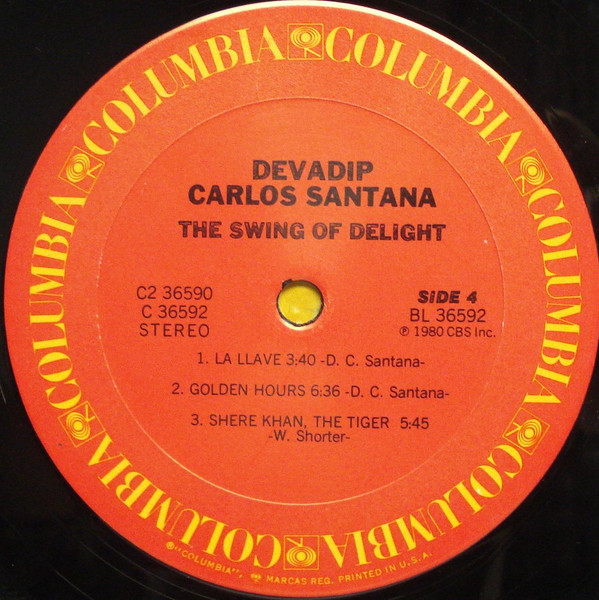 COLUMBIA COLUMBIA COLUMBIA COLUMBIA COLUMBIA COLUMBIA COLUMBIA
DEVADIP
CARLOS SANTANA
THE SWING OF DELIGHT
C2 36590
C 36592
STEREO
SIDE 4
BL 36592
℗ 1980 CBS Inc.
1. LA LLAVE 3:40 -D. C. Santana-
2. GOLDEN HOURS 6:36 -D. C. Santana-
3. SHERE KHAN, THE TIGER 5:45
-W. Shorter-
®"COLUMBIA", MARCAS REG. PRINTED IN U.S.A.